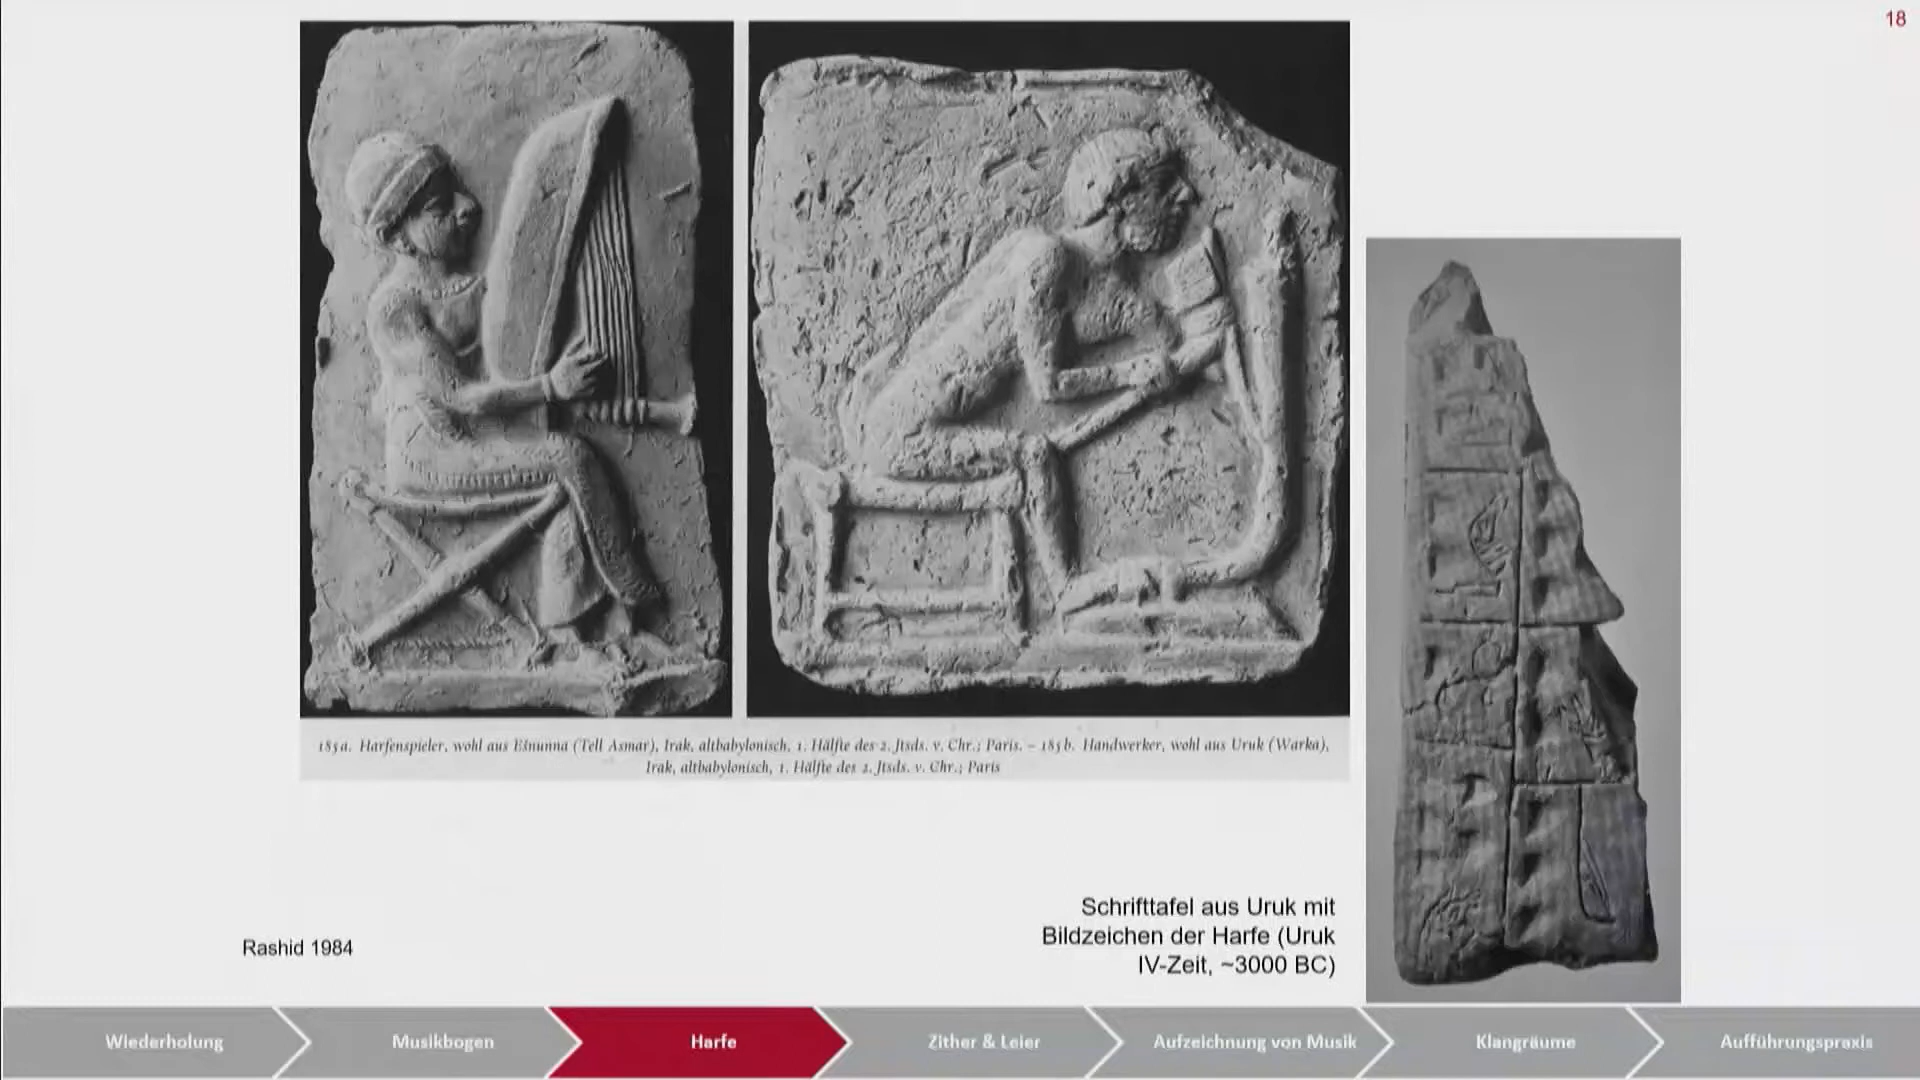 18
185a. Harfenspieler, wohl aus Ešnunna (Tell Asmar), Irak, altbabylonisch, 1. Hälfte des 2. Jtsds. v. Chr.; Paris. – 185b. Handwerker, wohl aus Uruk (Warka),
Irak, altbabylonisch, 1. Hälfte des 2. Jtsds. v. Chr.; Paris
Schrifttafel aus Uruk mit
Bildzeichen der Harfe (Uruk
IV-Zeit, ~3000 BC)
Rashid 1984
Wiederholung
Musikbogen
Harfe
Zither & Leier
Aufzeichnung von Musik
Klangräume
Aufführungspraxis